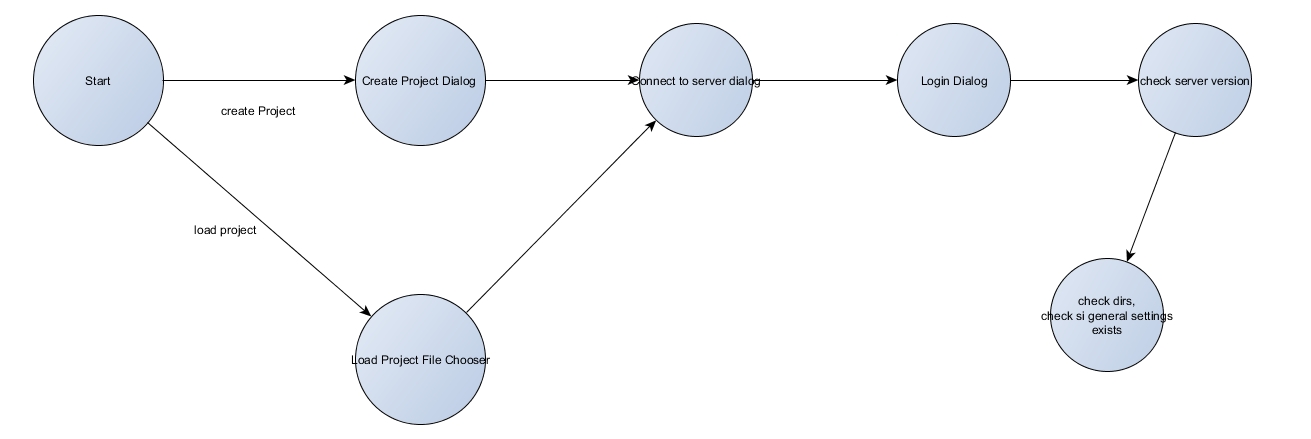 Start
Create Project Dialog
Connect to server dialog
Login Dialog
check server version
create Project
load project
check dirs,
check si general settings
exists
Load Project File Chooser